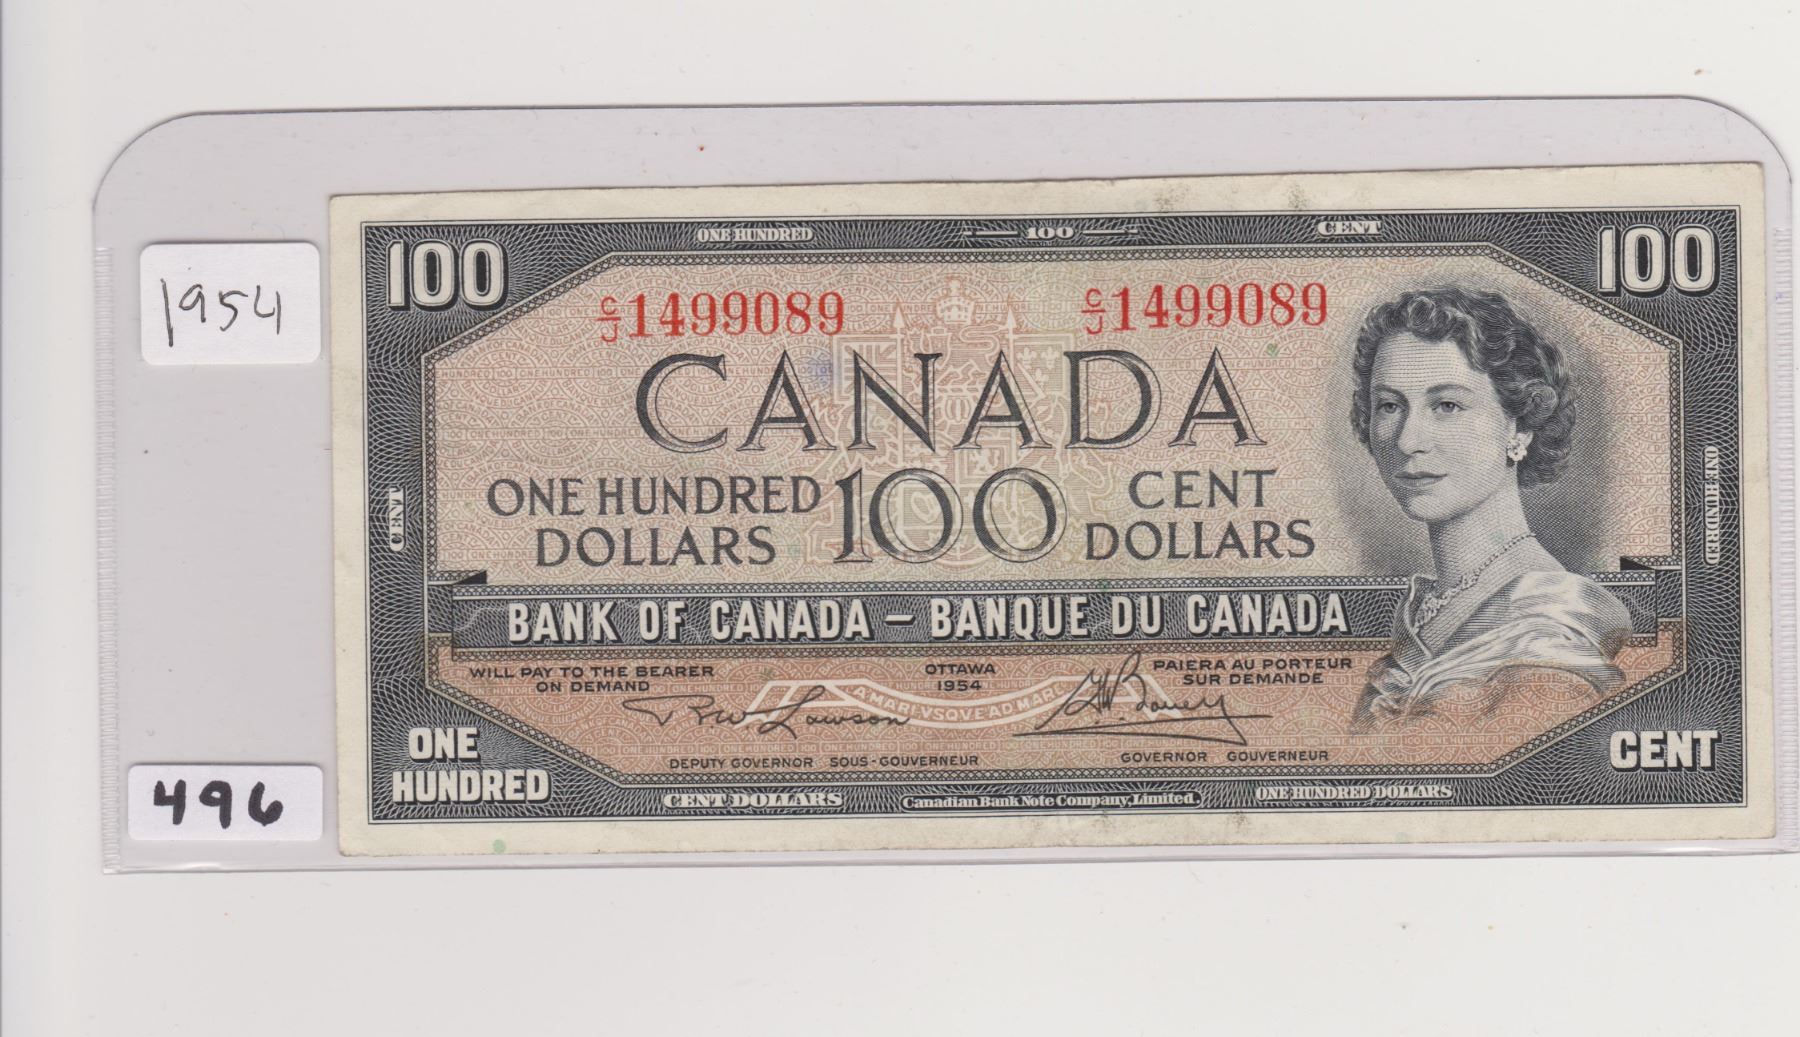 1954
496
100 ONE HUNDRED 100 CENT 100
C/J 1499089 C/J 1499089
CANADA
ONE HUNDRED DOLLARS 100 CENT DOLLARS
CENT
ONE HUNDRED
BANK OF CANADA – BANQUE DU CANADA
WILL PAY TO THE BEARER
ON DEMAND
OTTAWA
1954
PAIERA AU PORTEUR
SUR DEMANDE
A MARI VSQVE AD MARE
R W Lawson
DEPUTY GOVERNOR SOUS-GOUVERNEUR
GOVERNOR GOUVERNEUR
ONE
HUNDRED
CENT
CENT DOLLARS
Canadian Bank Note Company, Limited.
ONE HUNDRED DOLLARS